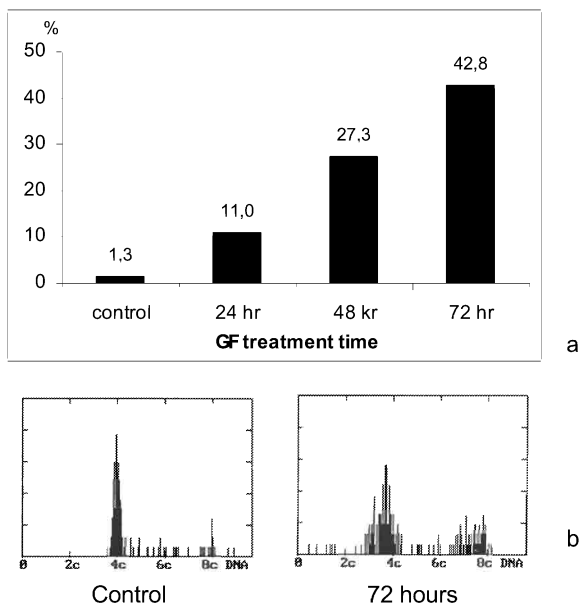 %
50
40
30
20
10
0
1,3
11,0
27,3
42,8
control 24 hr 48 kr 72 hr
GF treatment time
a
0 2c 4c 6c 8c DNA
0 2c 4c 6c 8c DNA
b
Control 72 hours